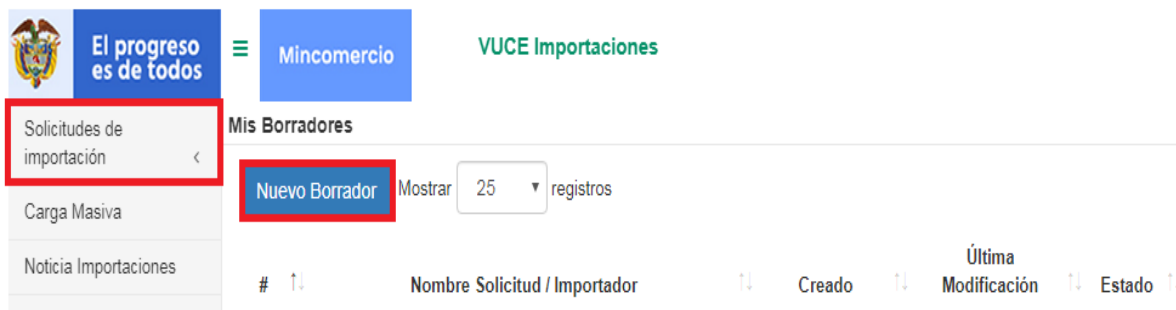 El progreso
es de todos
Mincomercio
VUCE Importaciones
Solicitudes de
importación
Carga Masiva
Noticia Importaciones
Mis Borradores
Nuevo Borrador Mostrar 25 registros
# Nombre Solicitud / Importador Creado Última Modificación Estado